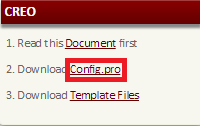 CREO
1. Read this Document first
2. Download Config.pro
3. Download Template Files